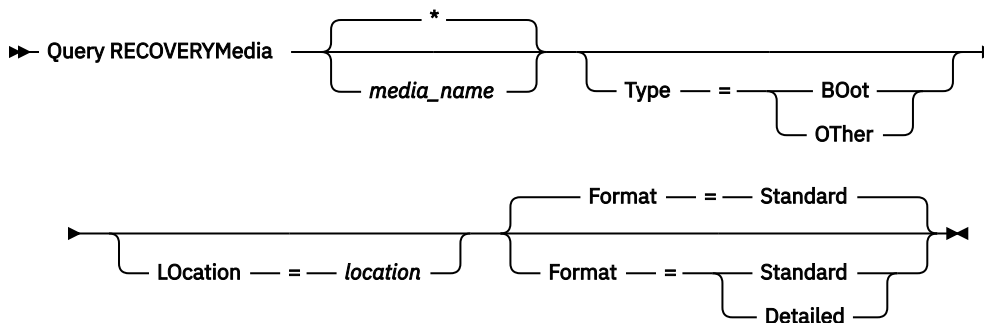 *
Query RECOVERYMedia
media_name
Type = BOot
OTher
Format = Standard
LOcation = location
Format = Standard
Detailed